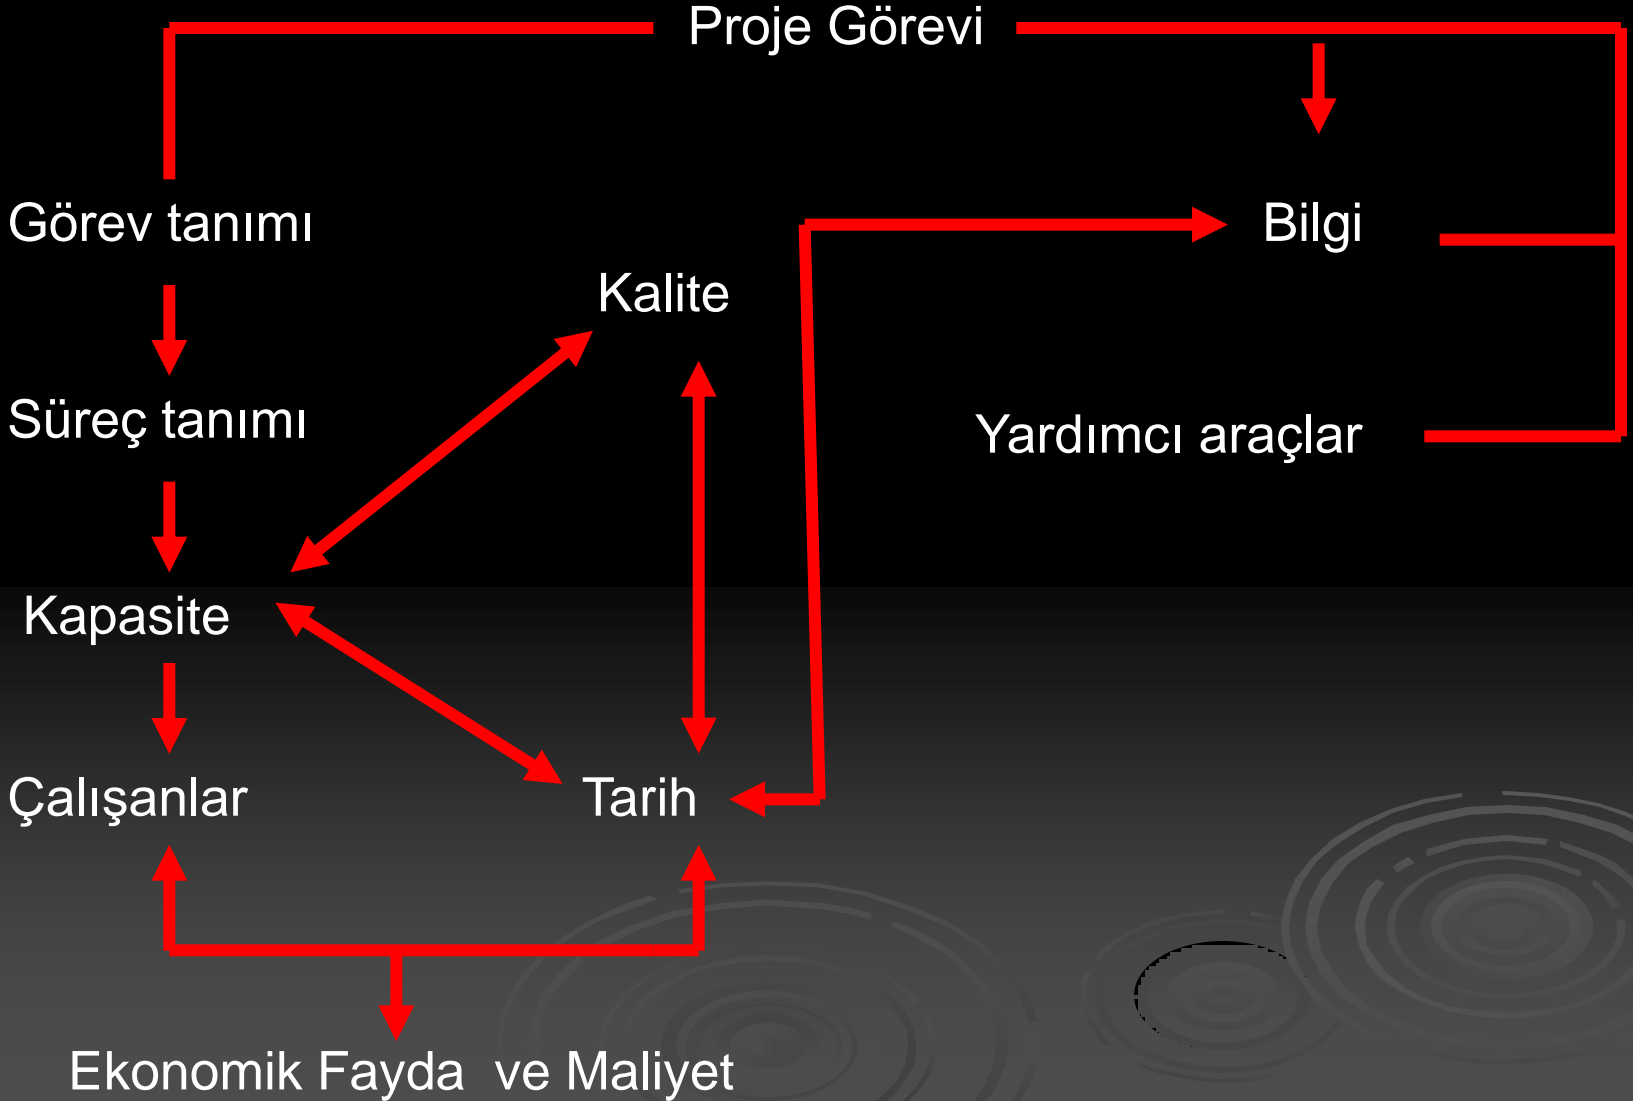 Proje Görevi
Görev tanımı
Bilgi
Kalite
Süreç tanımı
Yardımcı araçlar
Kapasite
Çalışanlar
Tarih
Ekonomik Fayda  ve Maliyet